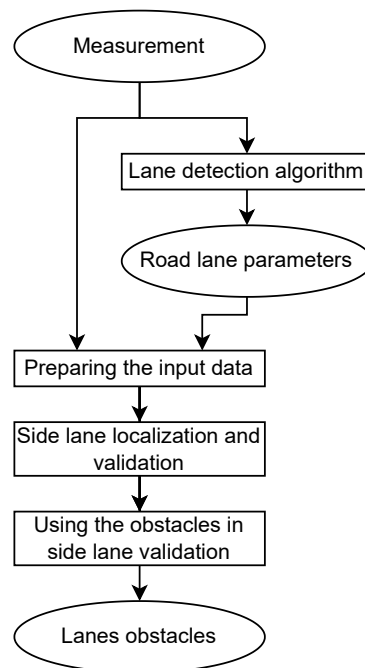 Measurement
Lane detection algorithm
Road lane parameters
Preparing the input data
Side lane localization and
validation
Using the obstacles in
side lane validation
Lanes obstacles